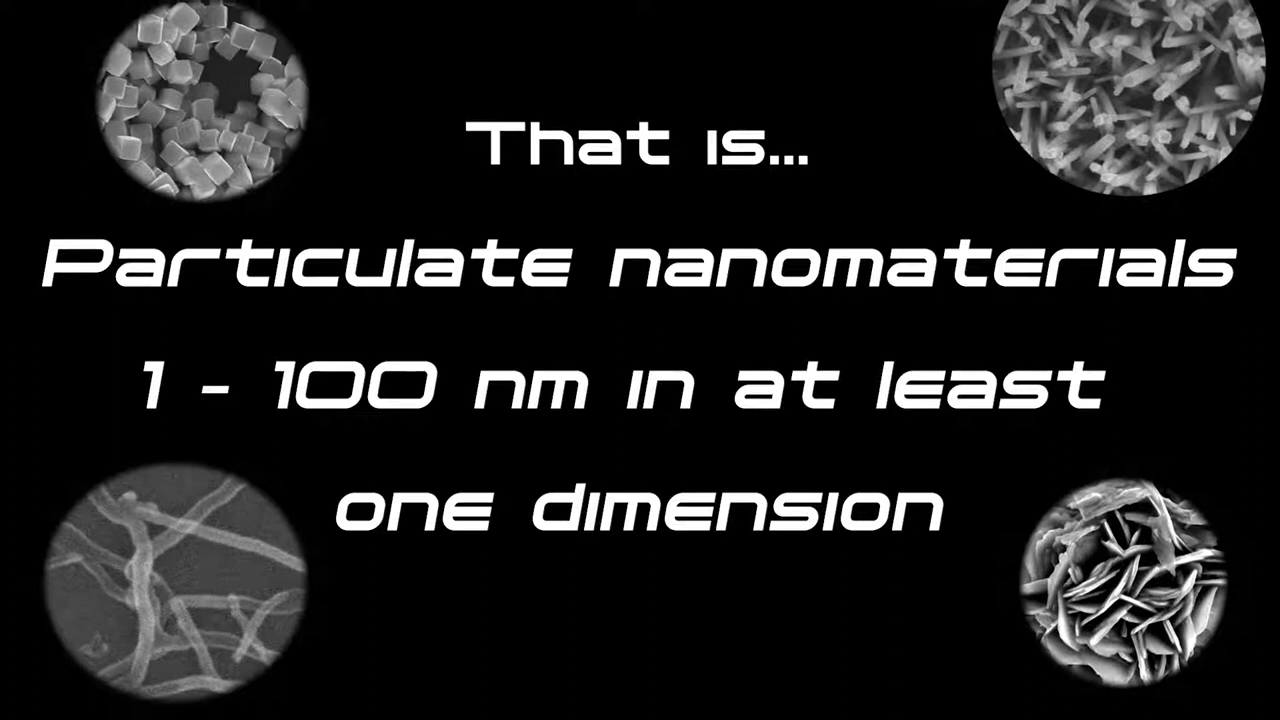 That is...
Particulate nanomaterials
1 - 100 nm in at least
one dimension